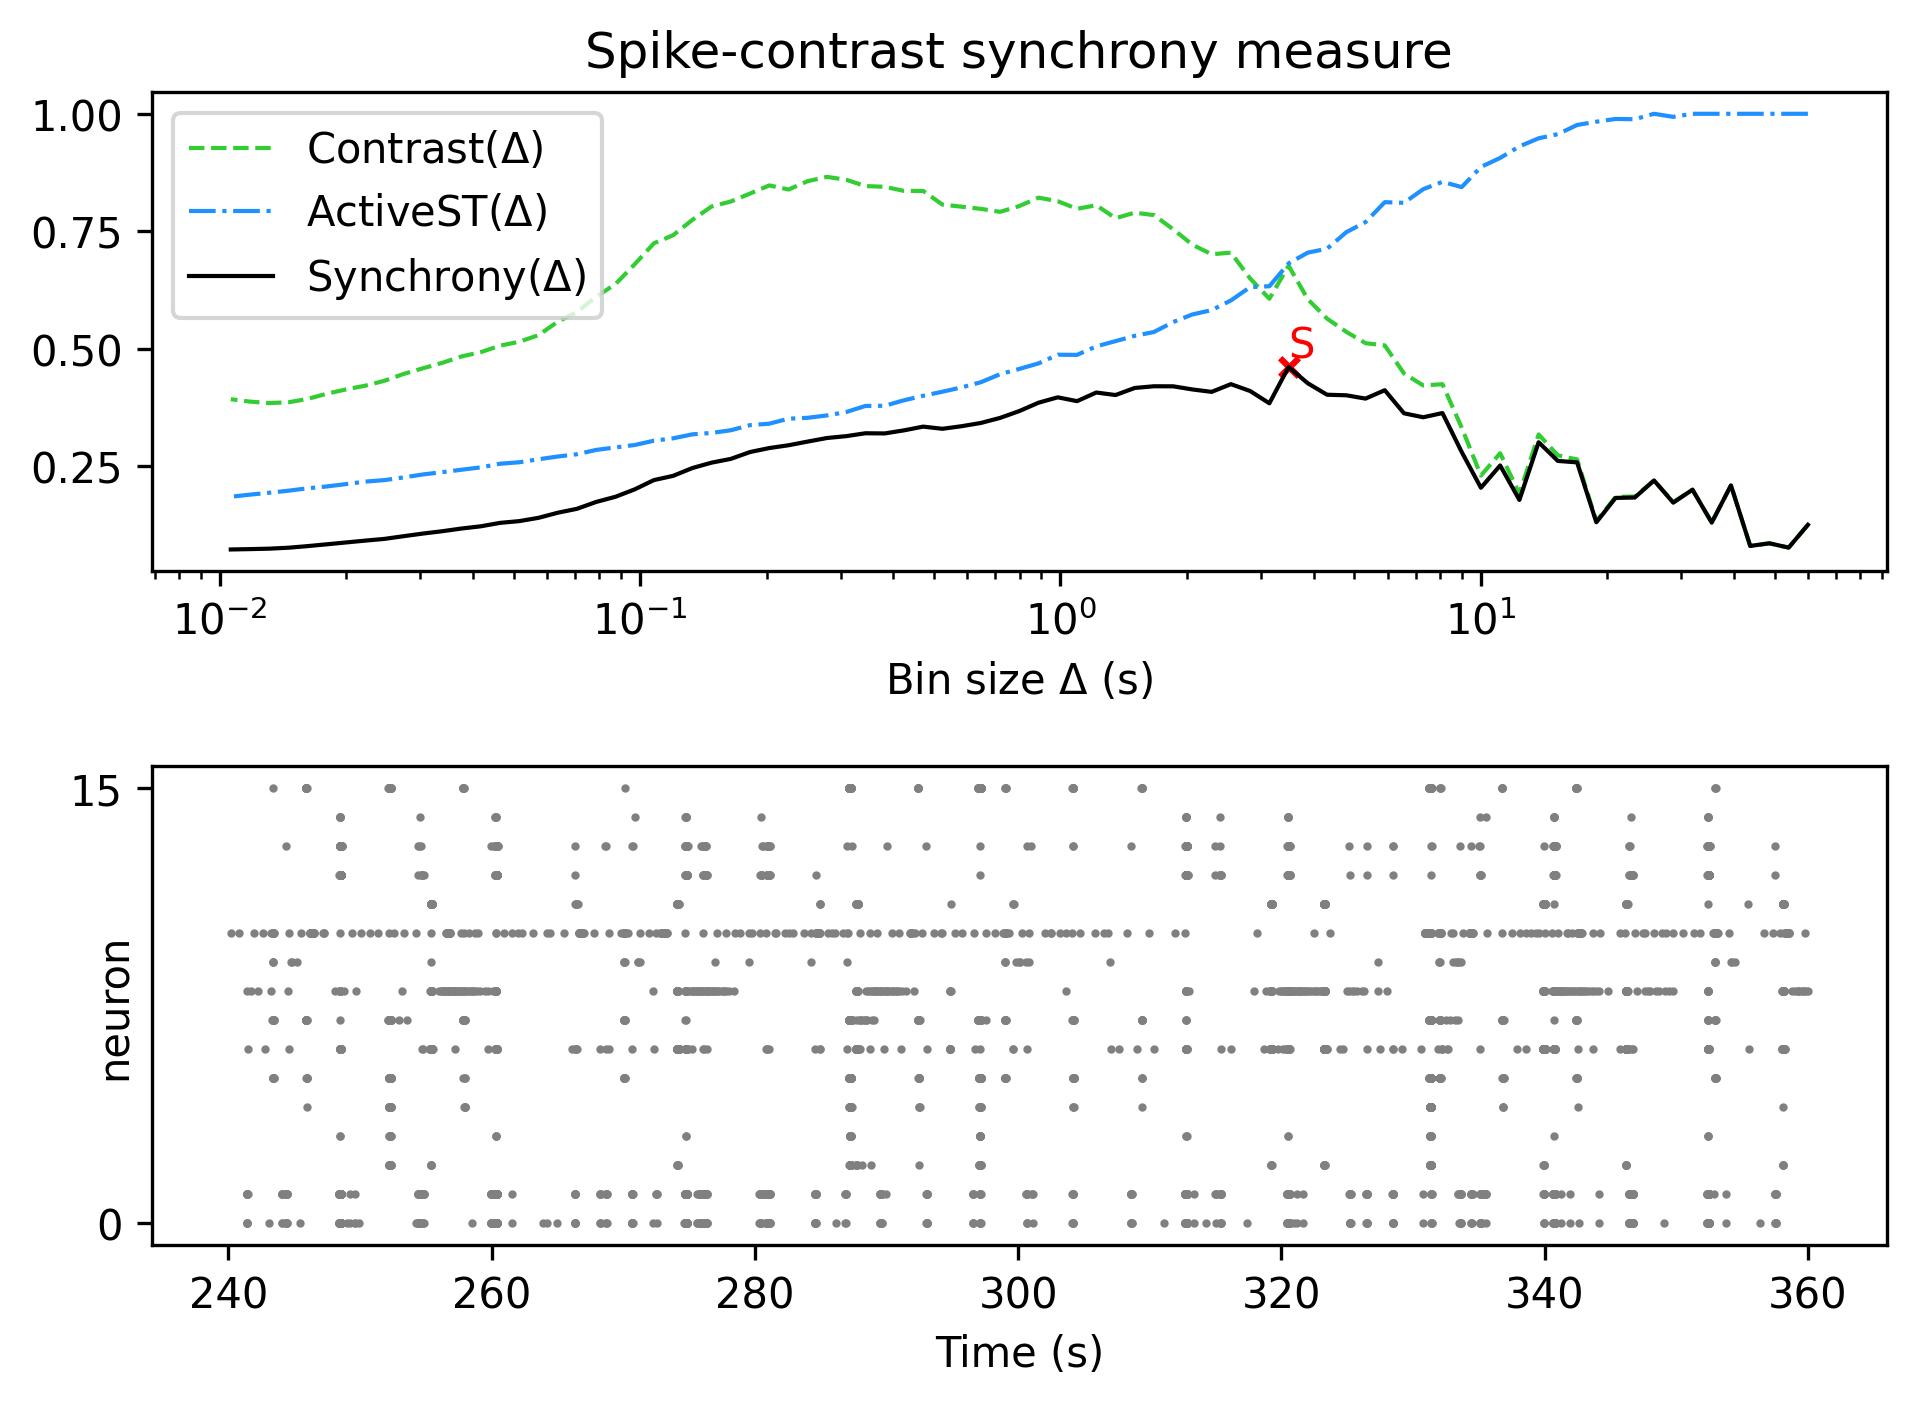 Spike-contrast synchrony measure
1.00
0.75
0.50
0.25
Contrast(Δ)
ActiveST(Δ)
Synchrony(Δ)
S
10⁻² 10⁻¹ 10⁰ 10¹
Bin size Δ (s)
15
0
neuron
240 260 280 300 320 340 360
Time (s)